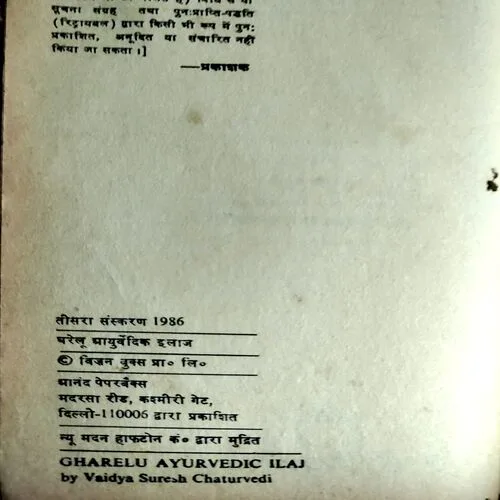 सूचना संग्रह तथा पुनःप्राप्ति-पद्धति
(रिट्रायबल) द्वारा किसी भी रूप में पुनः
प्रकाशित, अनूदित या संचारित नहीं
किया जा सकता।]
—प्रकाशक
तीसरा संस्करण 1986
घरेलू आयुर्वेदिक इलाज
© विज़न बुक्स प्रा० लि०
आनंद पेपरबैक्स
मदरसा रोड, कश्मीरी गेट,
दिल्ली-110006 द्वारा प्रकाशित
न्यू मदन हाफटोन कं० द्वारा मुद्रित
GHARELU AYURVEDIC ILAJ
by Vaidya Suresh Chaturvedi